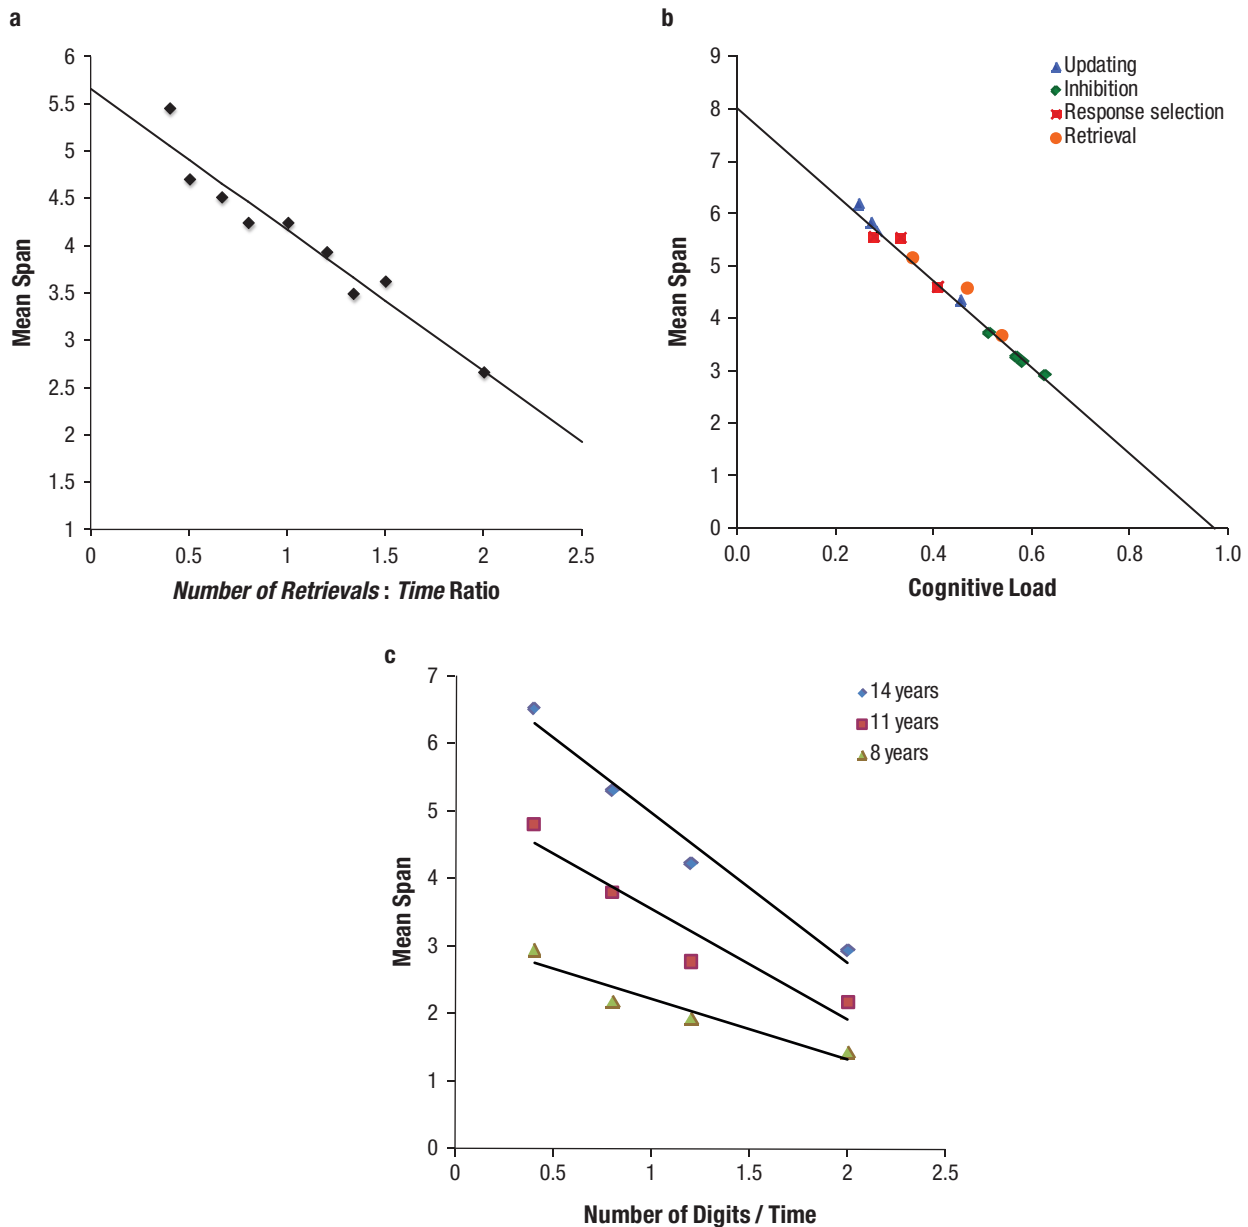 a
6
5.5
5
4.5
4
3.5
3
2.5
2
1.5
1
0
0.5
1
1.5
2
2.5
Mean Span
Number of Retrievals : Time Ratio
b
9
8
7
6
5
4
3
2
1
0
0.0
0.2
0.4
0.6
0.8
1.0
Mean Span
Cognitive Load
Updating
Inhibition
Response selection
Retrieval
c
7
6
5
4
3
2
1
0
0
0.5
1
1.5
2
2.5
Mean Span
Number of Digits / Time
14 years
11 years
8 years